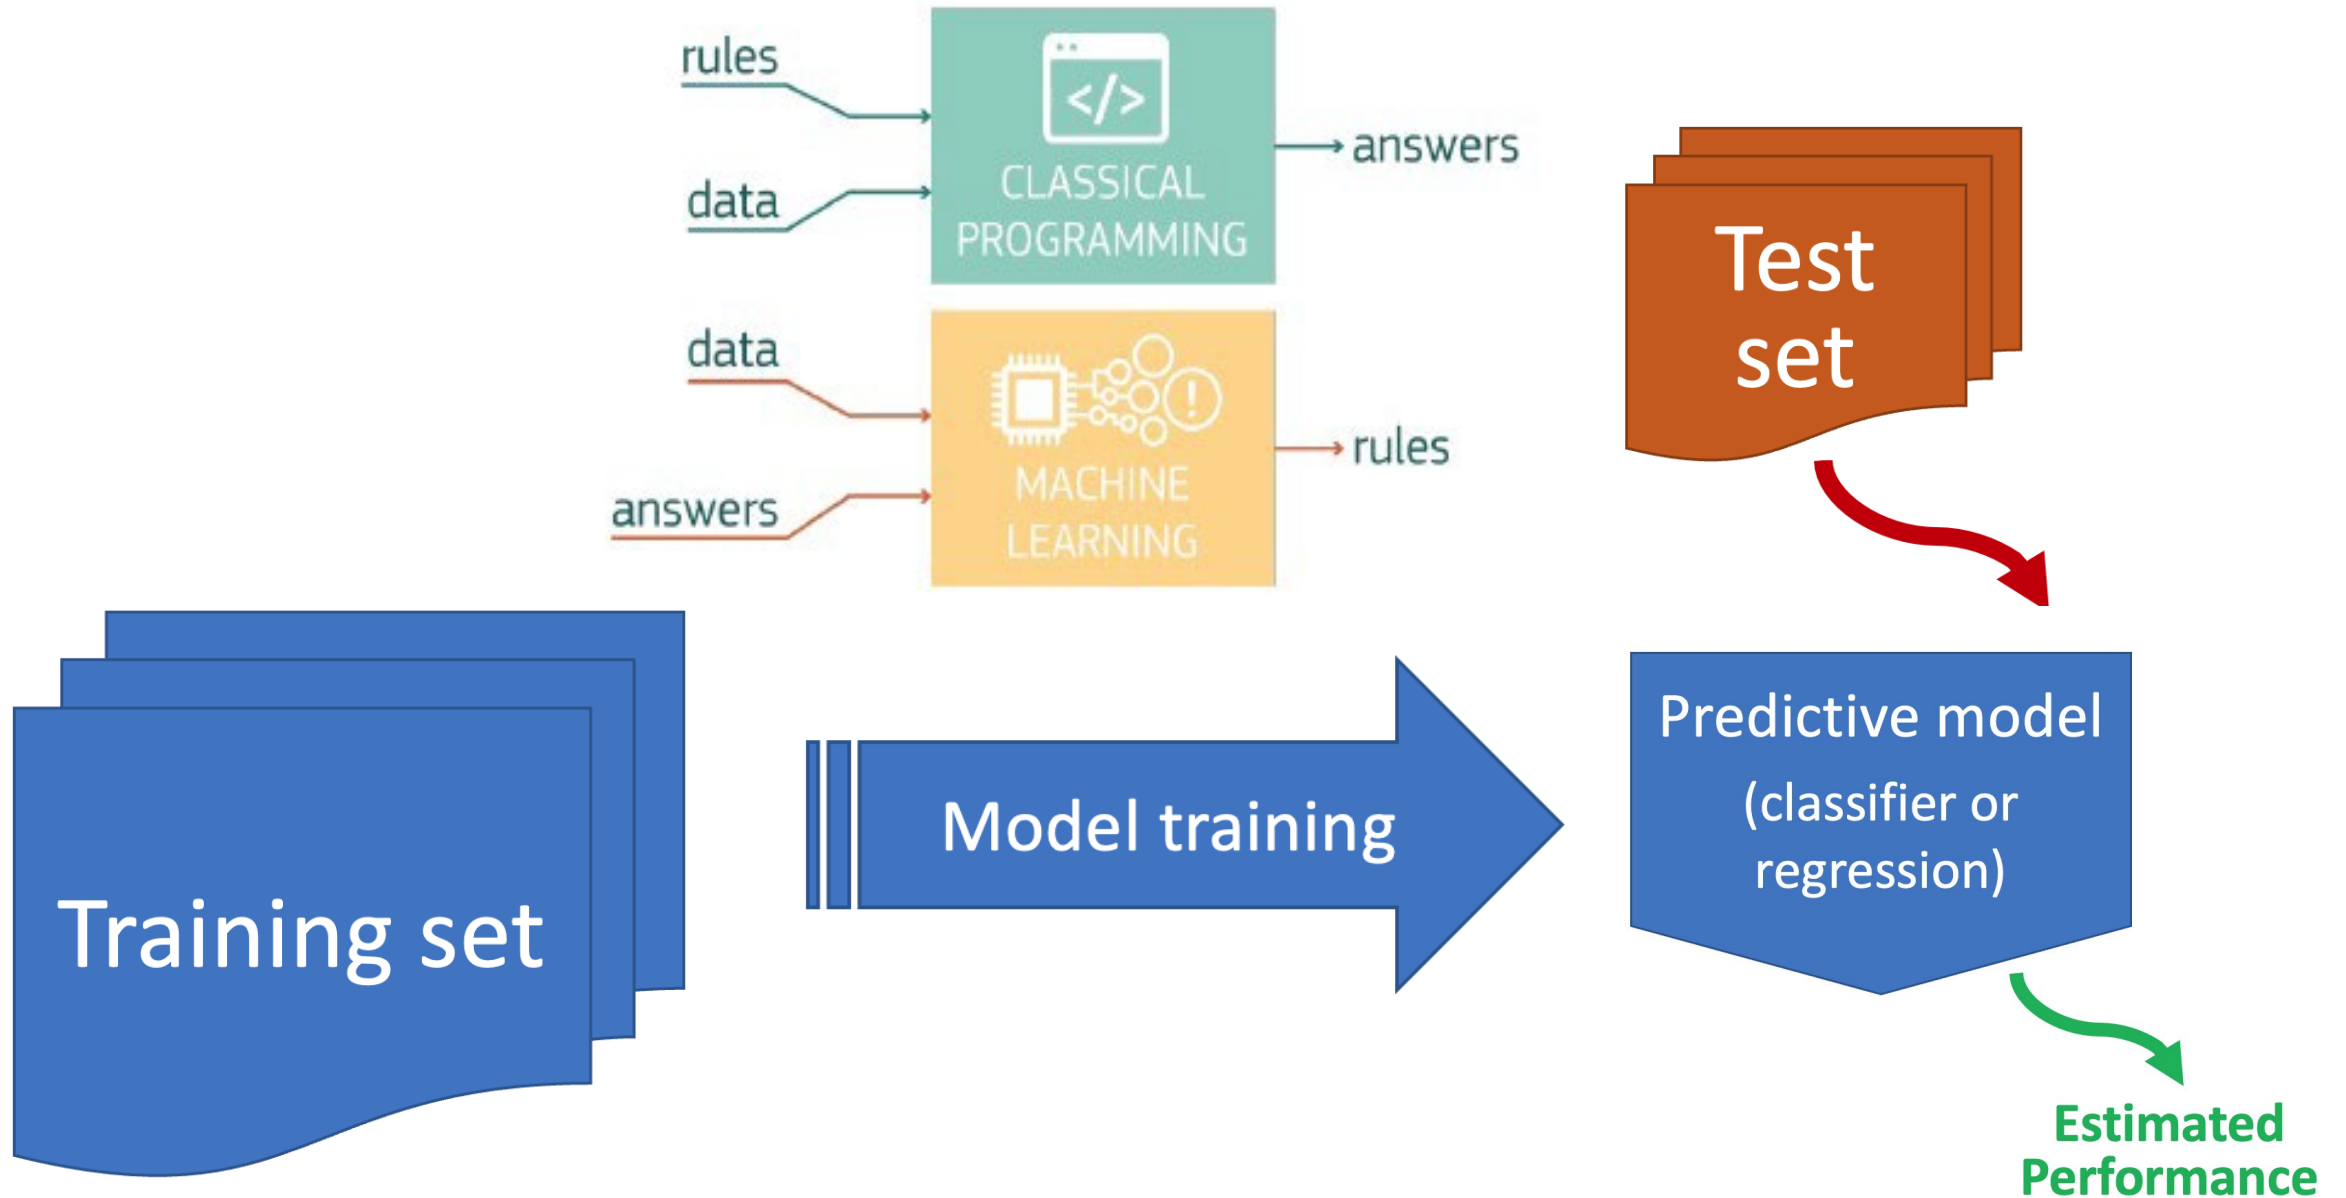 rules
data
</>
CLASSICAL
PROGRAMMING
answers
data
answers
!
MACHINE
LEARNING
rules
Test
set
Training set
Model training
Predictive model
(classifier or
regression)
Estimated
Performance